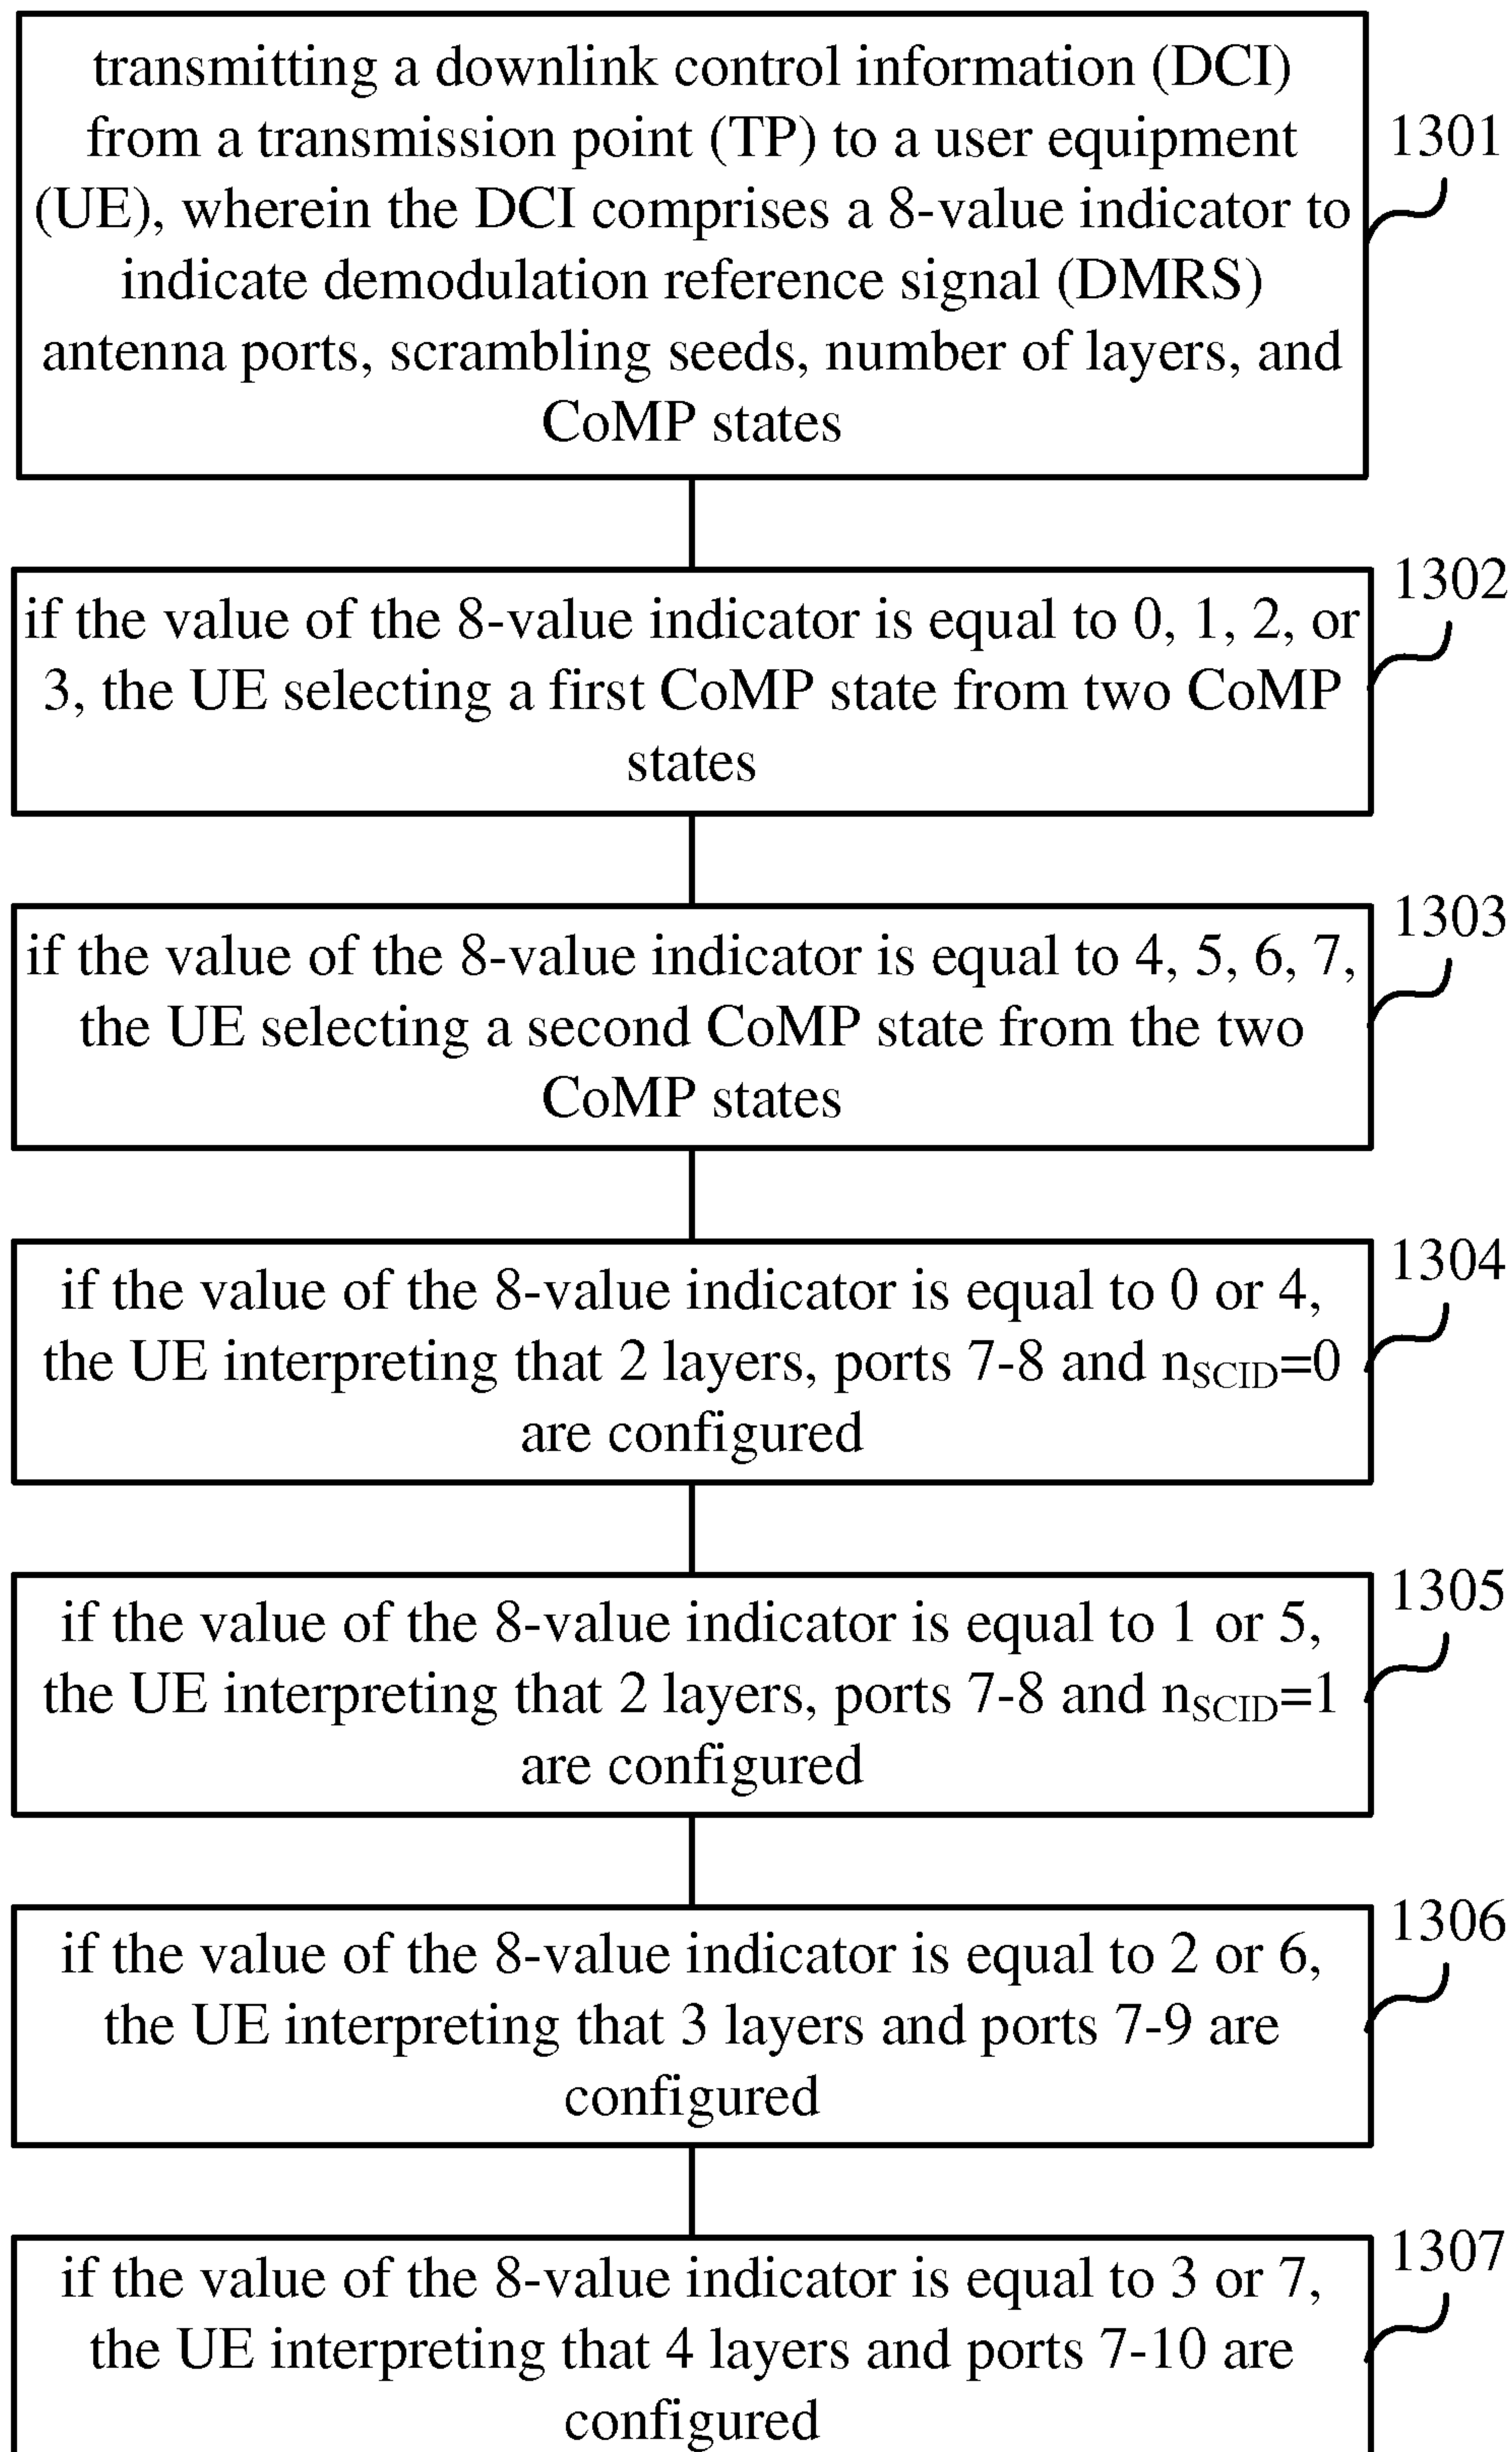 transmitting a downlink control information (DCI)
from a transmission point (TP) to a user equipment
(UE), wherein the DCI comprises a 8-value indicator to
indicate demodulation reference signal (DMRS)
antenna ports, scrambling seeds, number of layers, and
CoMP states
1301
if the value of the 8-value indicator is equal to 0, 1, 2, or
3, the UE selecting a first CoMP state from two CoMP
states
1302
if the value of the 8-value indicator is equal to 4, 5, 6, 7,
the UE selecting a second CoMP state from the two
CoMP states
1303
if the value of the 8-value indicator is equal to 0 or 4,
the UE interpreting that 2 layers, ports 7-8 and nSCID=0
are configured
1304
if the value of the 8-value indicator is equal to 1 or 5,
the UE interpreting that 2 layers, ports 7-8 and nSCID=1
are configured
1305
if the value of the 8-value indicator is equal to 2 or 6,
the UE interpreting that 3 layers and ports 7-9 are
configured
1306
if the value of the 8-value indicator is equal to 3 or 7,
the UE interpreting that 4 layers and ports 7-10 are
configured
1307